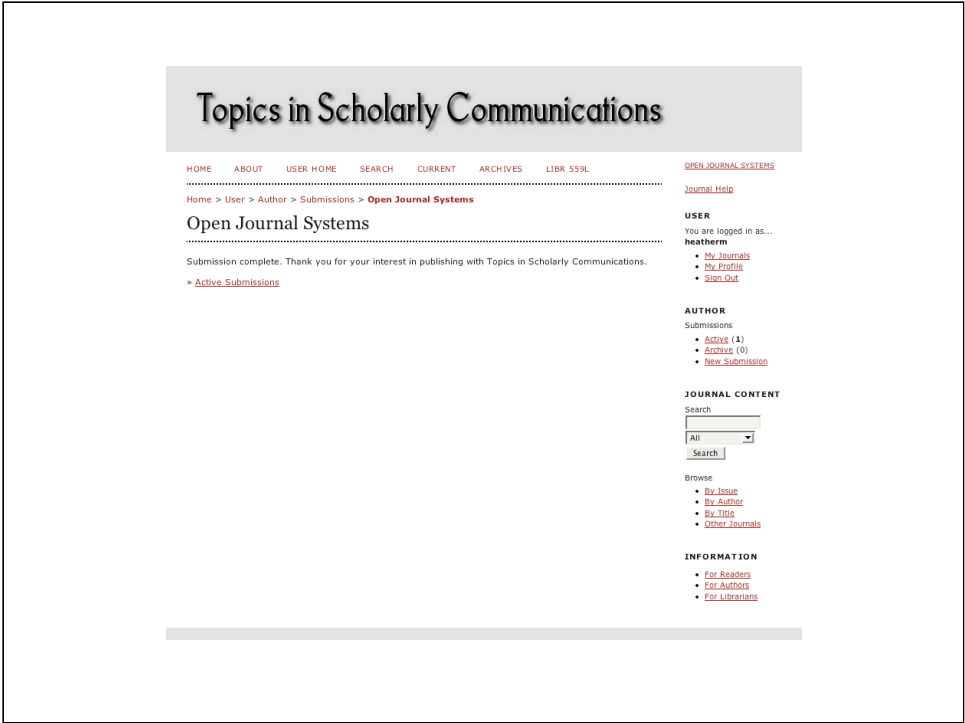 Topics in Scholarly Communications
HOME ABOUT USER HOME SEARCH CURRENT ARCHIVES LIBR 559L
Home > User > Author > Submissions > Open Journal Systems
Open Journal Systems
Submission complete. Thank you for your interest in publishing with Topics in Scholarly Communications.
» Active Submissions
OPEN JOURNAL SYSTEMS
Journal Help
USER
You are logged in as...
heatherm
• My Journals
• My Profile
• Sign Out
AUTHOR
Submissions
• Active (1)
• Archive (0)
• New Submission
JOURNAL CONTENT
Search
All
Search
Browse
• By Issue
• By Author
• By Title
• Other Journals
INFORMATION
• For Readers
• For Authors
• For Librarians